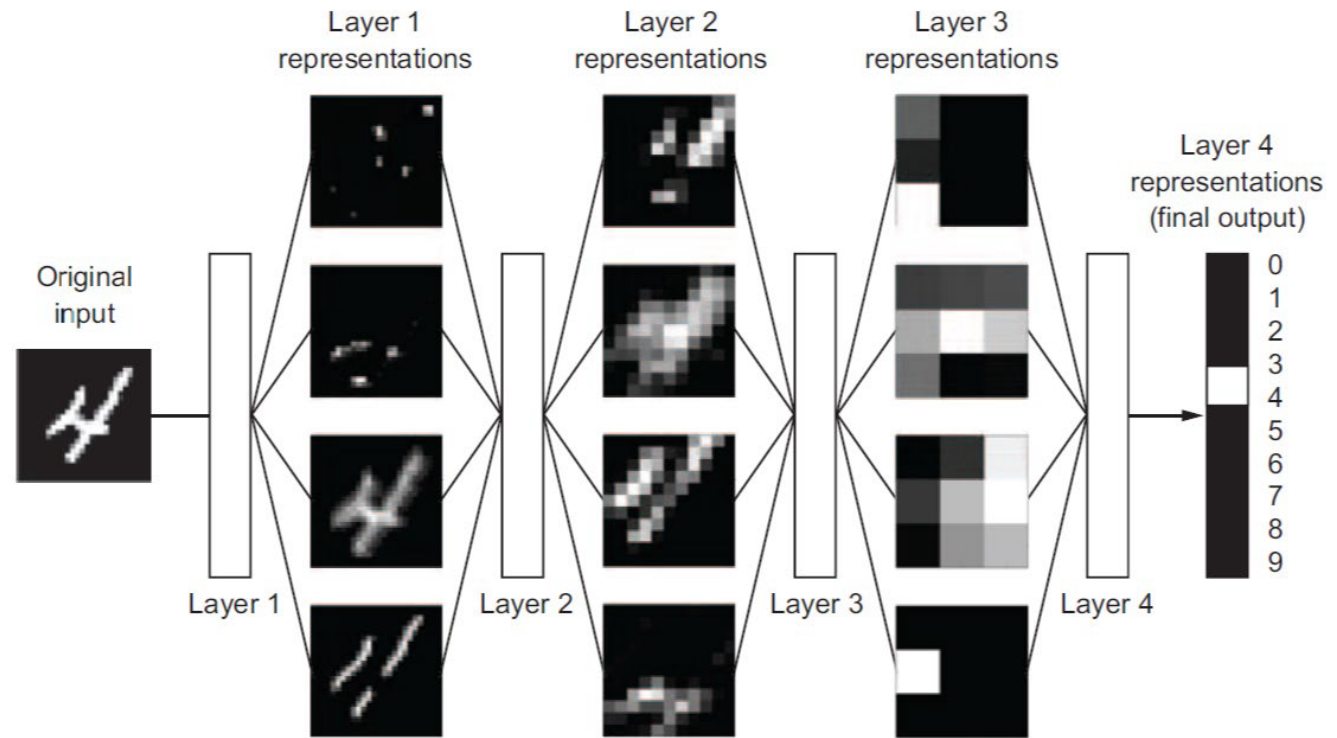 Layer 1
representations
Layer 2
representations
Layer 3
representations
Layer 4
representations
(final output)
Original
input
0
1
2
3
4
5
6
7
8
9
Layer 1
Layer 2
Layer 3
Layer 4